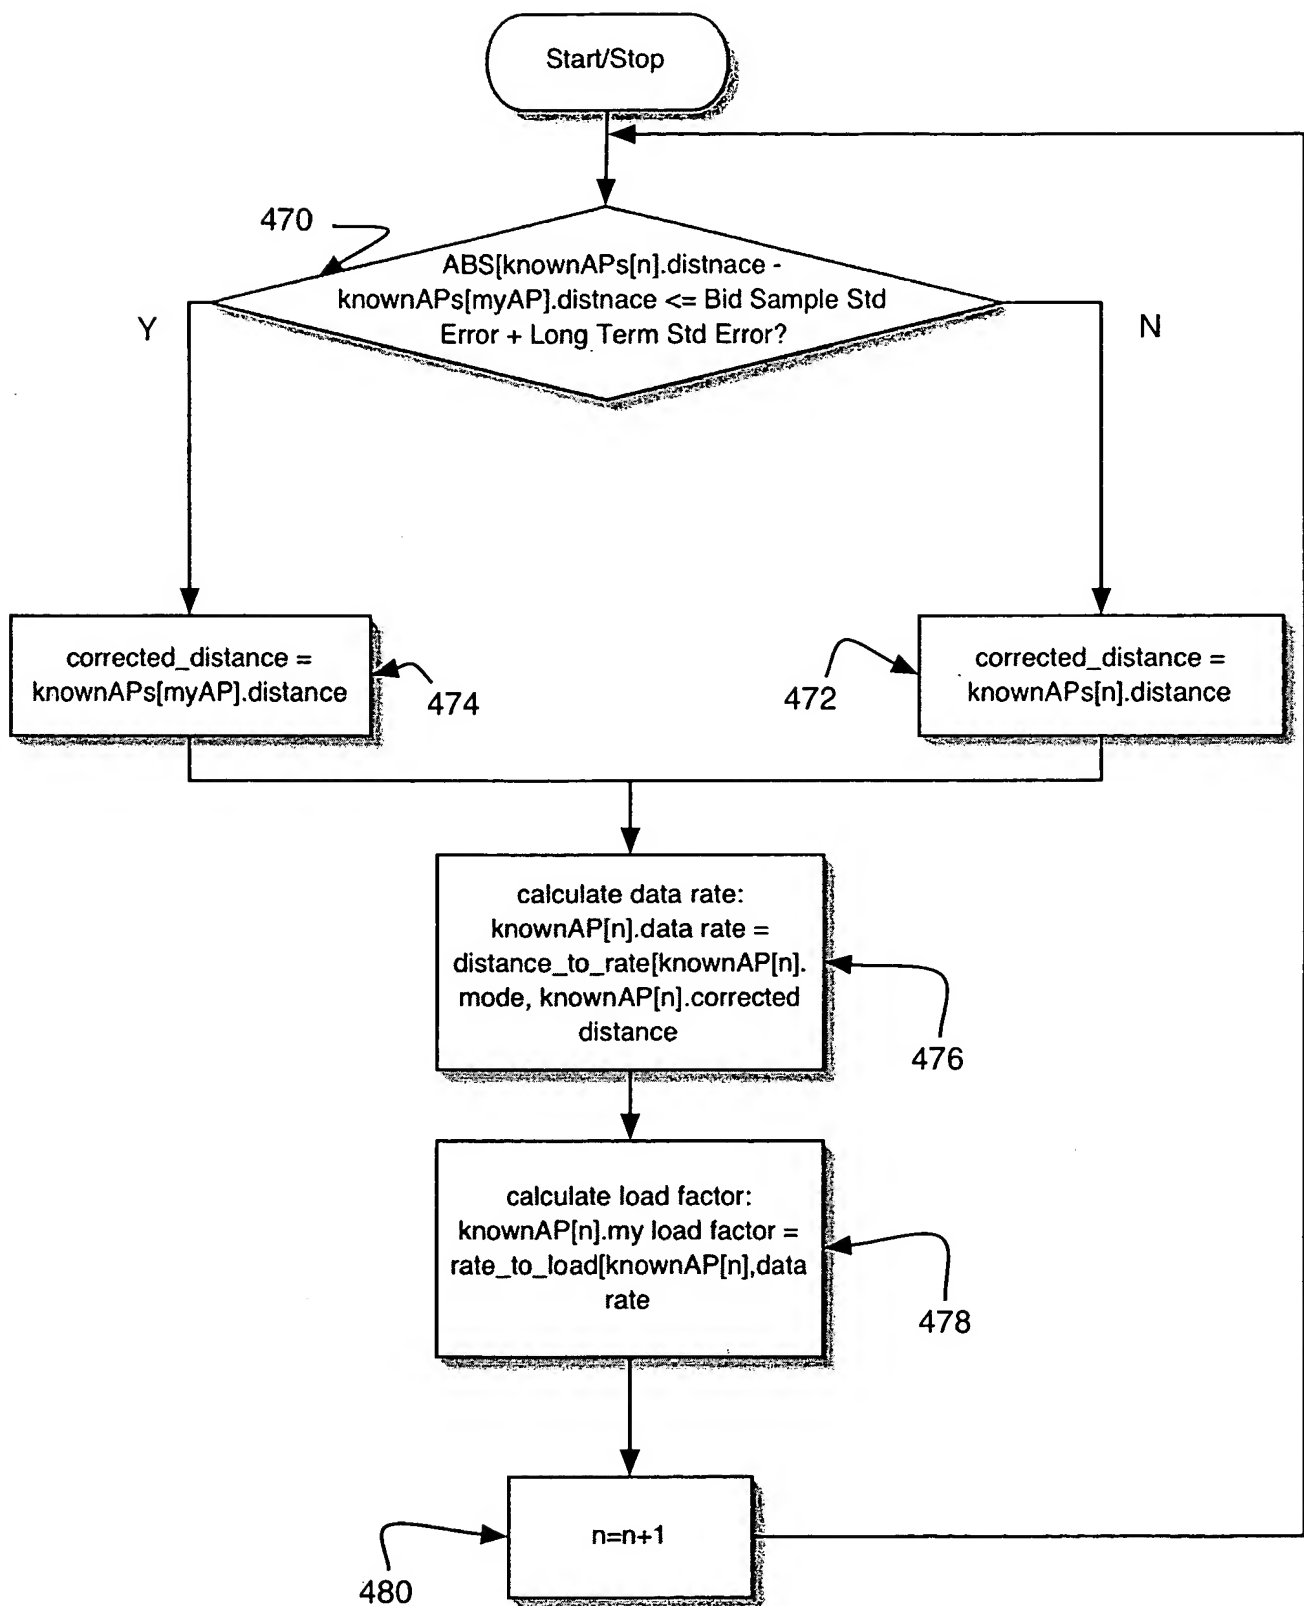 Start/Stop
470
ABS[knownAPs[n].distnace -
knownAPs[myAP].distnace <= Bid Sample Std
Error + Long Term Std Error?
Y
N
corrected_distance =
knownAPs[myAP].distance
474
472
corrected_distance =
knownAPs[n].distance
calculate data rate:
knownAP[n].data rate =
distance_to_rate[knownAP[n].
mode, knownAP[n].corrected
distance
476
calculate load factor:
knownAP[n].my load factor =
rate_to_load[knownAP[n],data
rate
478
n=n+1
480